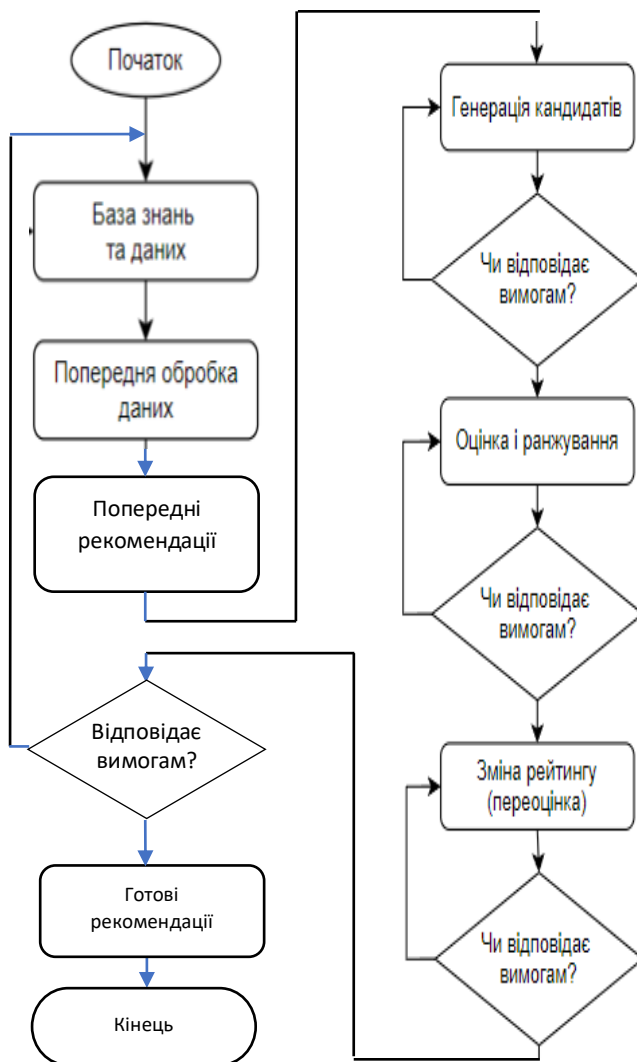 Початок
База знань
та даних
Попередня обробка
даних
Попередні
рекомендації
Генерація кандидатів
Чи відповідає
вимогам?
Оцінка і ранжування
Чи відповідає
вимогам?
Зміна рейтингу
(переоцінка)
Чи відповідає
вимогам?
Відповідає
вимогам?
Готові
рекомендації
Кінець